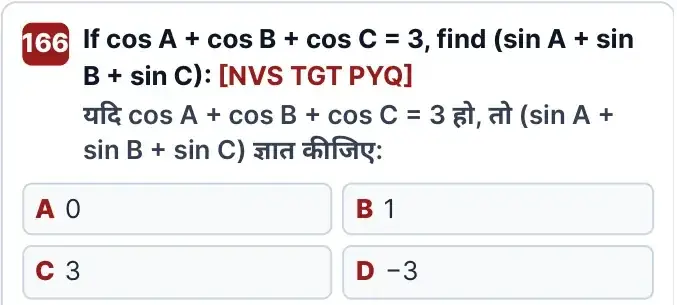 166 If cos A + cos B + cos C = 3, find (sin A + sin
B + sin C): [NVS TGT PYQ]
यदि cos A + cos B + cos C = 3 हो, तो (sin A +
sin B + sin C) ज्ञात कीजिए:
A 0
B 1
C 3
D −3